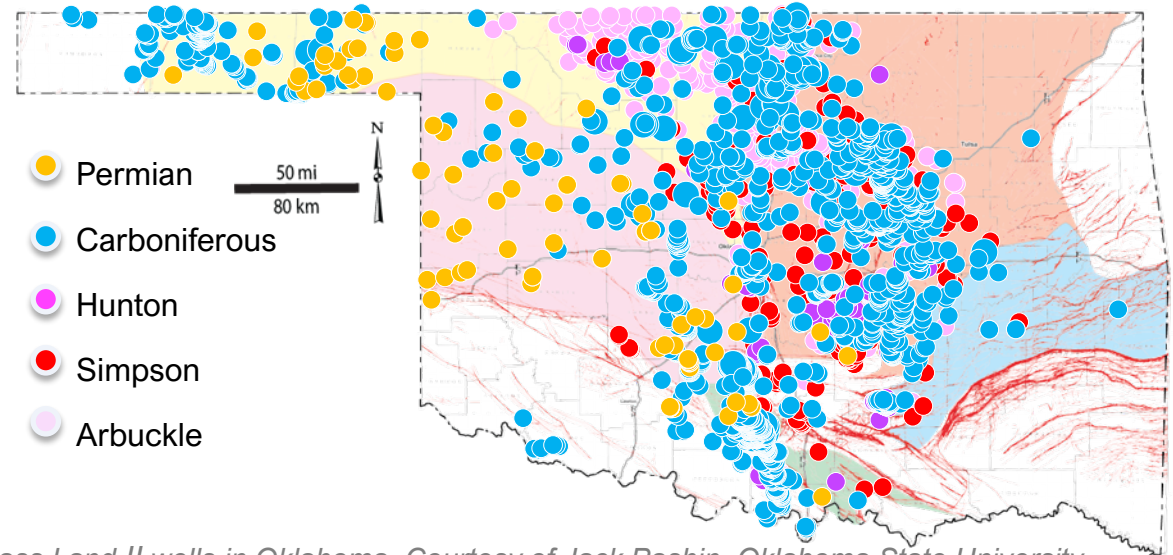 N
Permian
50 mi
80 km
Carboniferous
Hunton
Simpson
Arbuckle
Tulsa
II wells in Oklahoma. Courtesy of Jack Pashin, Oklahoma State University